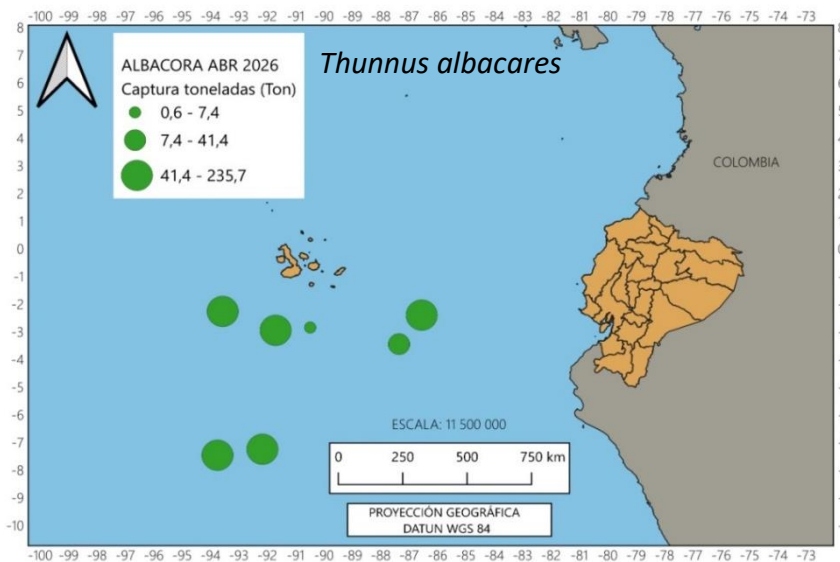 -100 -99 -98 -97 -96 -95 -94 -93 -92 -91 -90 -89 -88 -87 -86 -85 -84 -83 -82 -81 -80 -79 -78 -77 -76 -75 -74 -73
8
7
6
5
4
3
2
1
0
-1
-2
-3
-4
-5
-6
-7
-8
-9
-10
Thunnus albacares
ALBACORA ABR 2026
Captura toneladas (Ton)
0,6 - 7,4
7,4 - 41,4
41,4 - 235,7
COLOMBIA
ESCALA: 11 500 000
0 250 500 750 km
PROYECCIÓN GEOGRÁFICA
DATUN WGS 84
-100 -99 -98 -97 -96 -95 -94 -93 -92 -91 -90 -89 -88 -87 -86 -85 -84 -83 -82 -81 -80 -79 -78 -77 -76 -75 -74 -73